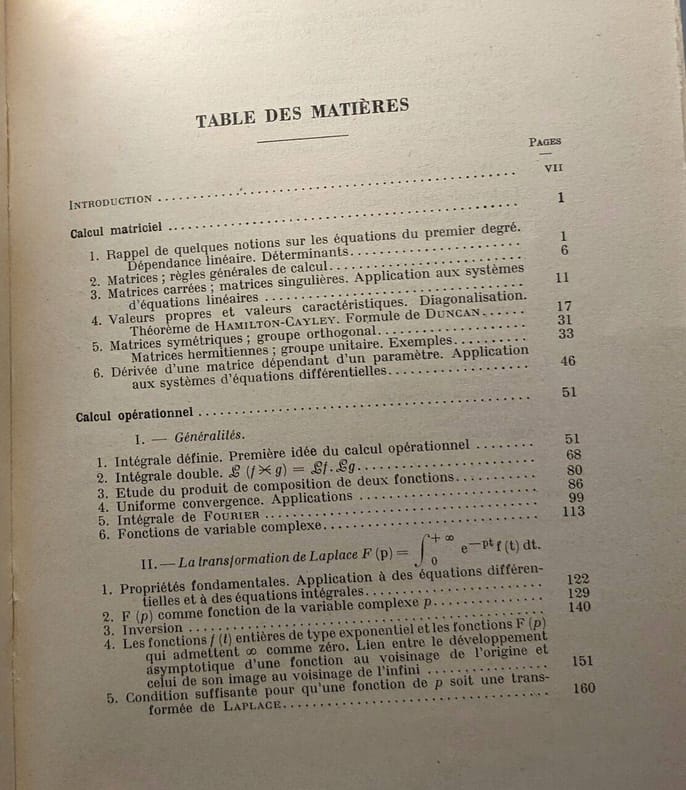 TABLE DES MATIÈRES
PAGES
INTRODUCTION VII
Calcul matriciel 1
1. Rappel de quelques notions sur les équations du premier degré.
Dépendance linéaire. Déterminants 1
2. Matrices ; règles générales de calcul 6
3. Matrices carrées ; matrices singulières. Application aux systèmes
d'équations linéaires 11
4. Valeurs propres et valeurs caractéristiques. Diagonalisation.
Théorème de HAMILTON-CAYLEY. Formule de DUNCAN 17
5. Matrices symétriques ; groupe orthogonal 31
Matrices hermitiennes ; groupe unitaire. Exemples 33
6. Dérivée d'une matrice dépendant d'un paramètre. Application
aux systèmes d'équations différentielles 46
Calcul opérationnel 51
I. — Généralités.
1. Intégrale définie. Première idée du calcul opérationnel 51
2. Intégrale double. ℒ (f ⚹ g) = ℒf. ℒg 68
3. Etude du produit de composition de deux fonctions 80
4. Uniforme convergence. Applications 86
5. Intégrale de FOURIER 99
6. Fonctions de variable complexe 113
II. — La transformation de Laplace F (p) = ∫₀^{+ ∞} e^{—pt} f (t) dt.
1. Propriétés fondamentales. Application à des équations différen-
tielles et à des équations intégrales 122
2. F (p) comme fonction de la variable complexe p 129
3. Inversion 140
4. Les fonctions f (t) entières de type exponentiel et les fonctions F (p)
qui admettent ∞ comme zéro. Lien entre le développement
asymptotique d'une fonction au voisinage de l'origine et
celui de son image au voisinage de l'infini 151
5. Condition suffisante pour qu'une fonction de p soit une trans-
formée de LAPLACE 160